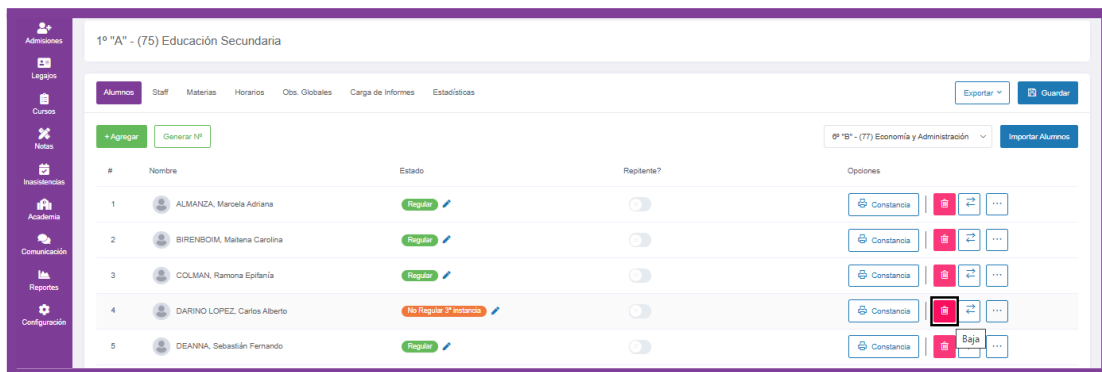 Admisiones
Legajos
Cursos
Notas
Inasistencias
Academia
Comunicación
Reportes
Configuración
1º "A" - (75) Educación Secundaria
Alumnos Staff Materias Horarios Obs. Globales Carga de Informes Estadísticas Exportar Guardar
+ Agregar Generar Nº 6º "B" - (77) Economía y Administración Importar Alumnos
# Nombre Estado Repitente? Opciones
1 ALMANZA, Marcela Adriana Regular Constancia
2 BIRENBOIM, Maitena Carolina Regular Constancia
3 COLMAN, Ramona Epifanía Regular Constancia
4 DARINO LOPEZ, Carlos Alberto No Regular 3º Instancia Constancia
Baja
5 DEANNA, Sebastián Fernando Regular Constancia